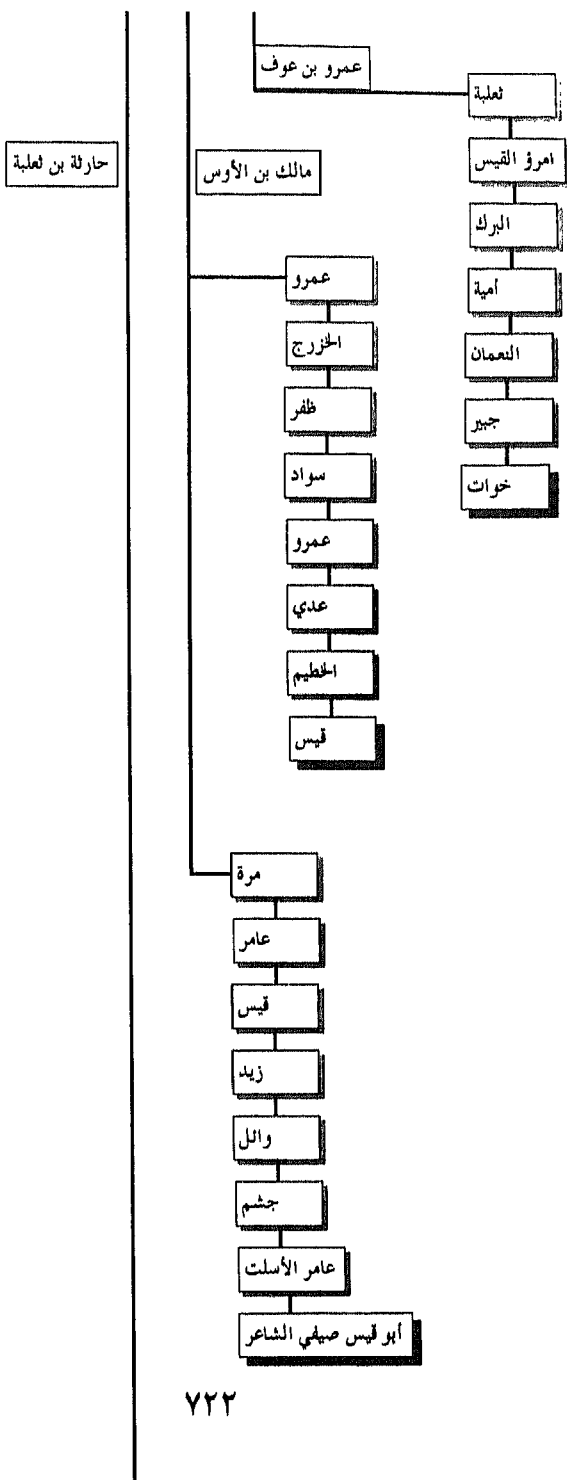 عمرو بن عوف
ثعلبة
امرؤ القيس
البرك
أمية
النعمان
جبير
خوات
حارثة بن ثعلبة
مالك بن الأوس
عمرو
الخزرج
ظفر
سواد
عمرو
عدي
الخطيم
قيس
مرة
عامر
قيس
زيد
وائل
جشم
عامر الأسلت
أبو قيس صيفي الشاعر
٧٢٢